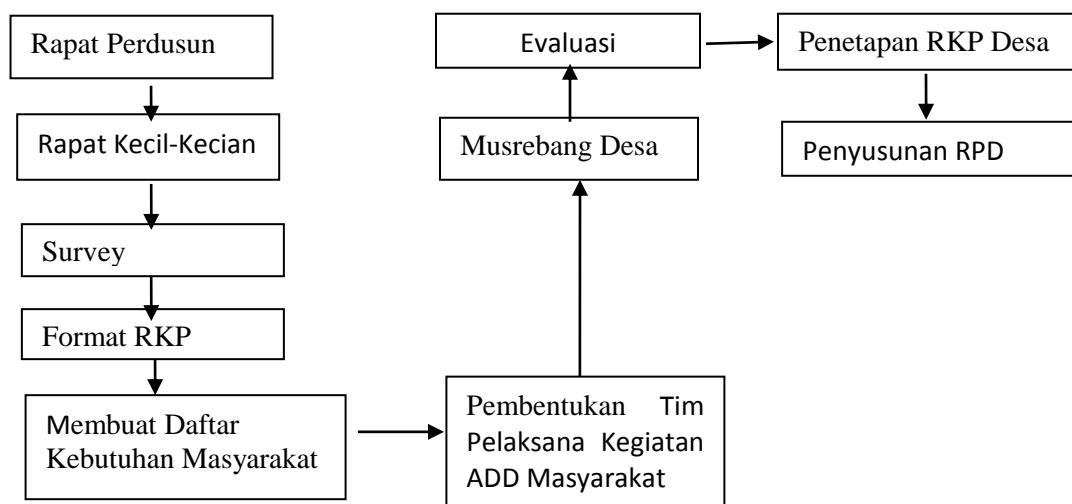 Rapat Perdusun
Rapat Kecil-Kecian
Survey
Format RKP
Membuat Daftar
Kebutuhan Masyarakat
Pembentukan Tim
Pelaksana Kegiatan
ADD Masyarakat
Musrebang Desa
Evaluasi
Penetapan RKP Desa
Penyusunan RPD